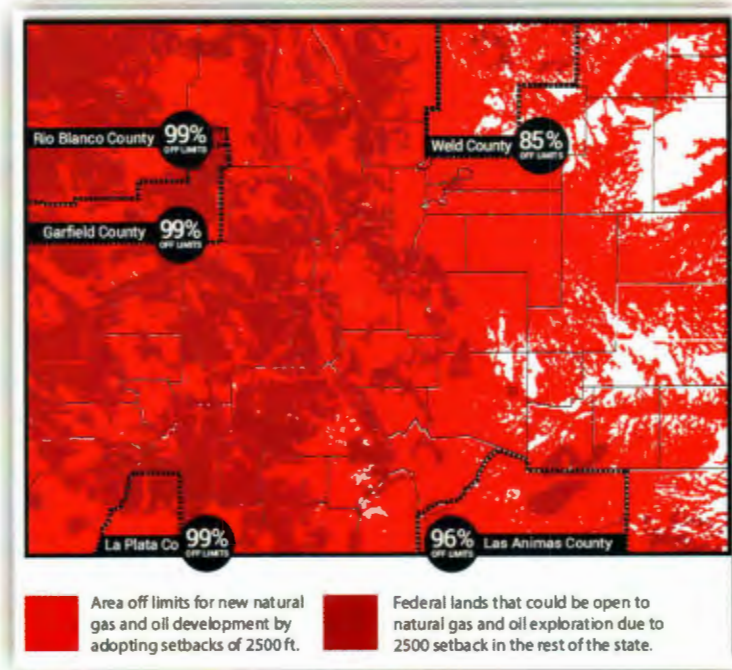 Rio Blanco County 99%
OFF LIMITS
Weld County 85%
OFF LIMITS
Garfield County 99%
OFF LIMITS
La Plata Co 99%
OFF LIMITS
96% Las Animas County
OFF LIMITS
Area off limits for new natural
gas and oil development by
adopting setbacks of 2500 ft.
Federal lands that could be open to
natural gas and oil exploration due to
2500 setback in the rest of the state.